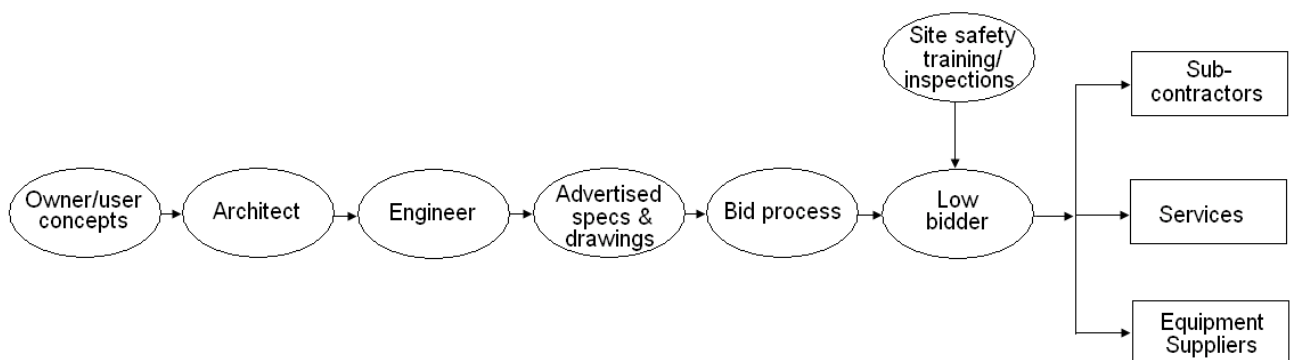 Site safety
training/
inspections
Sub-
contractors
Owner/user
concepts
Architect
Engineer
Advertised
specs &
drawings
Bid process
Low
bidder
Services
Equipment
Suppliers